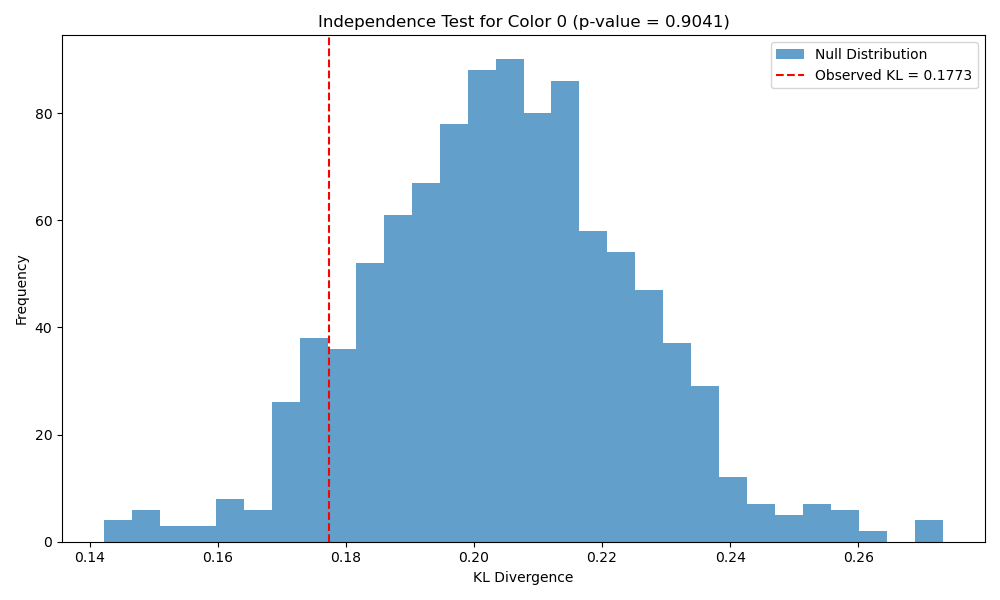 Independence Test for Color 0 (p-value = 0.9041)
Null Distribution
Observed KL = 0.1773
Frequency
80
60
40
20
0
0.14 0.16 0.18 0.20 0.22 0.24 0.26
KL Divergence